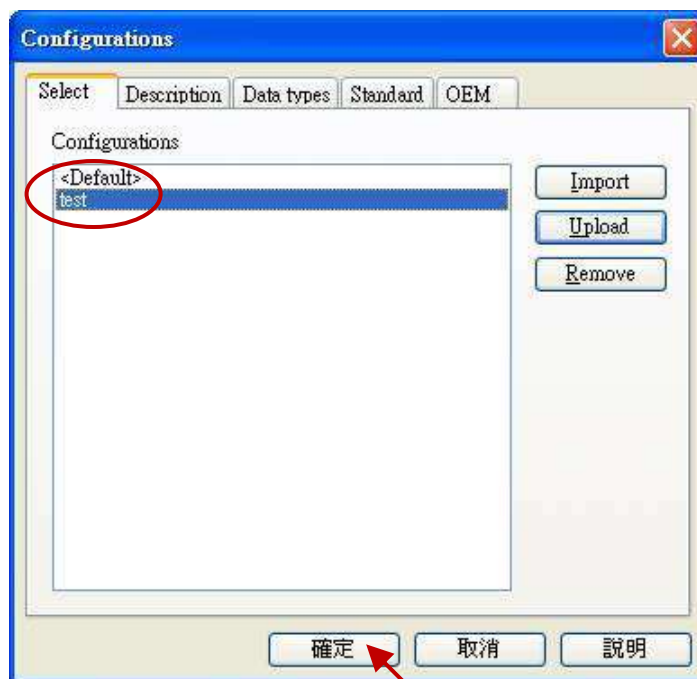 Configurations
Select Description Data types Standard OEM
Configurations
<Default>
test
Import
Upload
Remove
確定 取消 說明